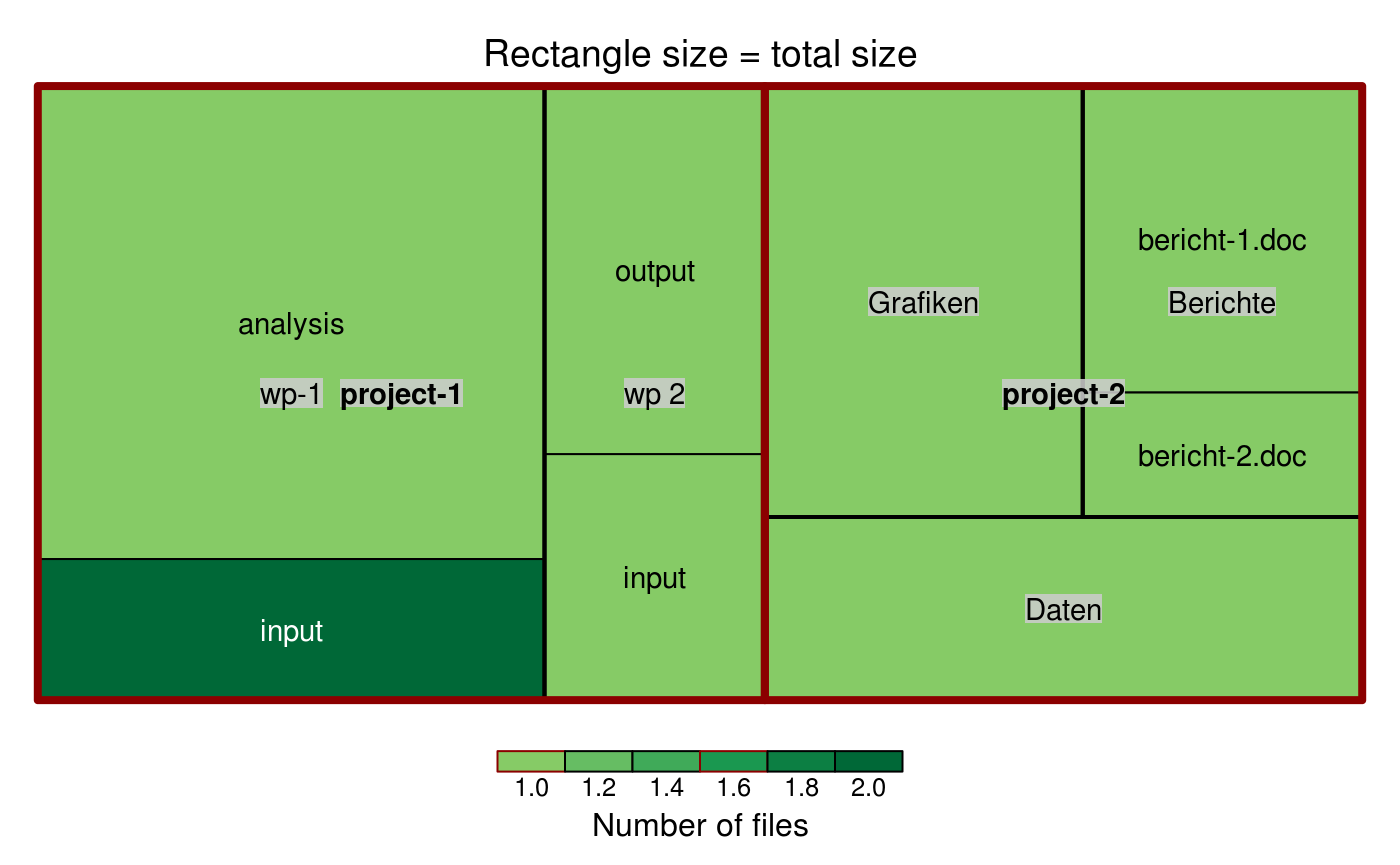 Rectangle size = total size
analysis
wp-1
project-1
input
output
wp 2
input
Grafiken
bericht-1.doc
Berichte
project-2
bericht-2.doc
Daten
1.0 1.2 1.4 1.6 1.8 2.0
Number of files